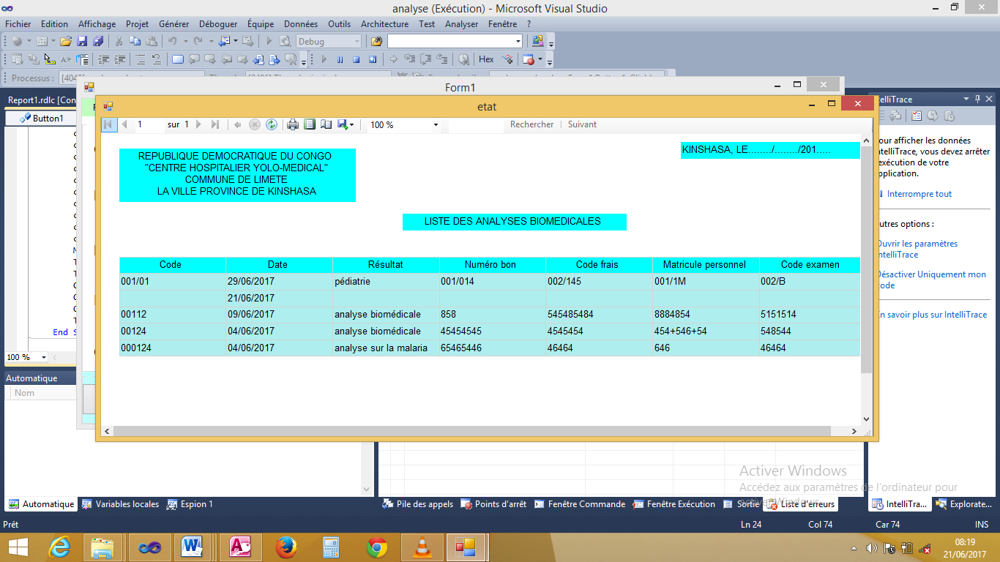 analyse (Exécution) - Microsoft Visual Studio
Fichier Edition Affichage Projet Générer Déboguer Équipe Données Outils Architecture Test Analyser Fenêtre ?
Debug
Hex
Processus :
Form1
Report1.rdlc
Button1
etat
1 sur 1 100 % Rechercher Suivant
REPUBLIQUE DEMOCRATIQUE DU CONGO
"CENTRE HOSPITALIER YOLO-MEDICAL"
COMMUNE DE LIMETE
LA VILLE PROVINCE DE KINSHASA
KINSHASA, LE......../......../201.....
LISTE DES ANALYSES BIOMEDICALES
Code Date Résultat Numéro bon Code frais Matricule personnel Code examen
001/01 29/06/2017 pédiatrie 001/014 002/145 001/1M 002/B
21/06/2017
00112 09/06/2017 analyse biomédicale 858 545485484 8884854 5151514
00124 04/06/2017 analyse biomédicale 45454545 4545454 454+546+54 548544
000124 04/06/2017 analyse sur la malaria 65465446 46464 646 46464
End
100 %
Automatique
Nom
elliTrace
our afficher les données
ntelliTrace, vous devez arrêter
exécution de votre
pplication.
Interrompre tout
utres options :
Ouvrir les paramètres
ntelliTrace
Désactiver Uniquement mon
code
n savoir plus sur IntelliTrace
Activer Windows
Accédez aux paramètres de l'ordinateur pour
activer Windows.
Automatique Variables locales Espion 1
Pile des appels Points d'arrêt Fenêtre Commande Fenêtre Exécution Sortie Liste d'erreurs
IntelliTra... Explorate...
Prêt Ln 24 Col 74 Car 74 INS
08:19
21/06/2017